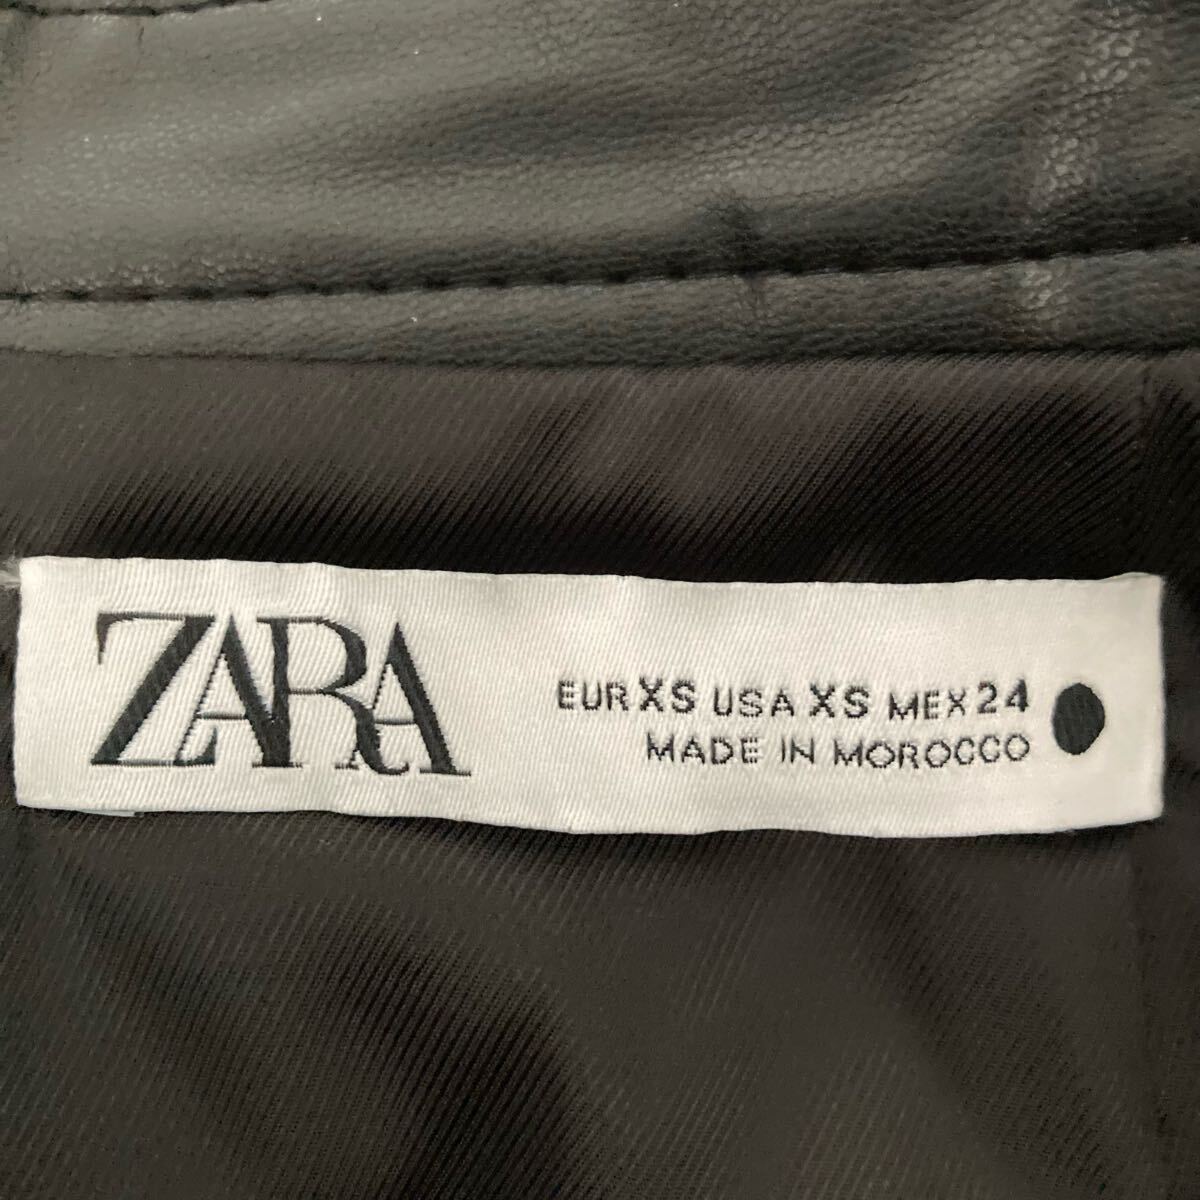 ZARA
EUR XS USA XS MEX 24
MADE IN MOROCCO